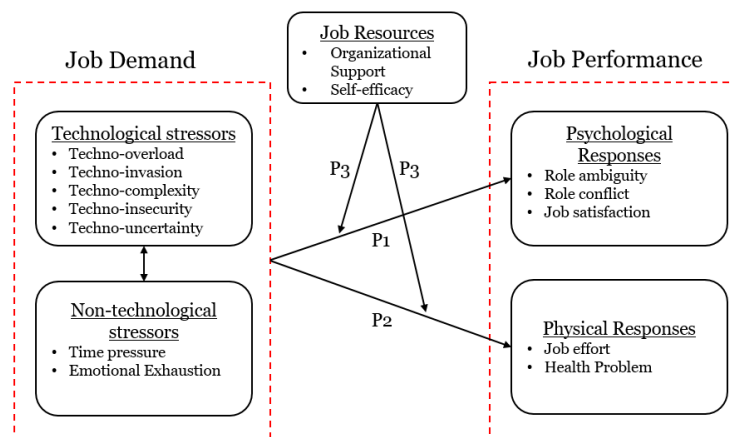 Job Demand
Job Resources
• Organizational
Support
• Self-efficacy
Job Performance
Technological stressors
• Techno-overload
• Techno-invasion
• Techno-complexity
• Techno-insecurity
• Techno-uncertainty
Psychological
Responses
• Role ambiguity
• Role conflict
• Job satisfaction
P3
P3
P1
P2
Non-technological
stressors
• Time pressure
• Emotional Exhaustion
Physical Responses
• Job effort
• Health Problem